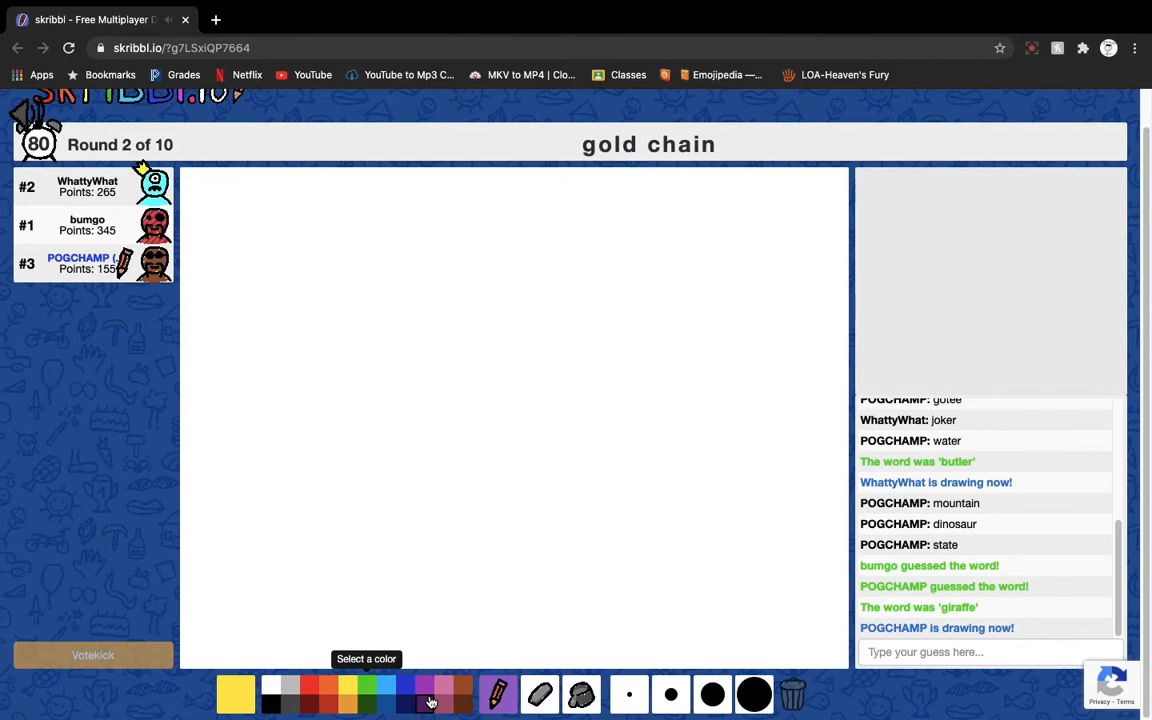 skribbl - Free Multiplayer D
skribbl.io/?g7LSxiQP7664
Apps
Bookmarks
Grades
Netflix
YouTube
YouTube to Mp3 C...
MKV to MP4 | Clo...
Classes
Emojipedia —...
LOA-Heaven's Fury
skribbl.io
80
Round 2 of 10
gold chain
#2
WhattyWhat
Points: 265
#1
bumgo
Points: 345
#3
POGCHAMP (.
Points: 155
Votekick
POGCHAMP: gotee
WhattyWhat: joker
POGCHAMP: water
The word was 'butler'
WhattyWhat is drawing now!
POGCHAMP: mountain
POGCHAMP: dinosaur
POGCHAMP: state
bumgo guessed the word!
POGCHAMP guessed the word!
The word was 'giraffe'
POGCHAMP is drawing now!
Type your guess here...
Select a color
Privacy - Terms